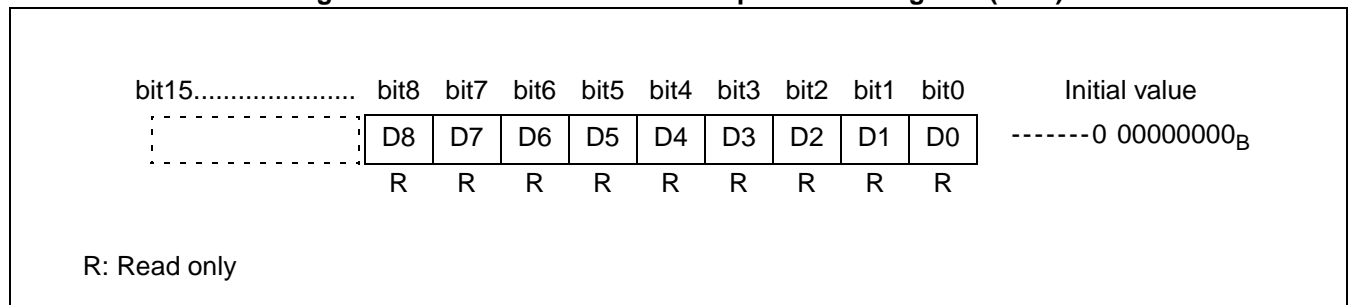 bit15...................... bit8 bit7 bit6 bit5 bit4 bit3 bit2 bit1 bit0 Initial value
D8 D7 D6 D5 D4 D3 D2 D1 D0 -------0 00000000B
R R R R R R R R R
R: Read only